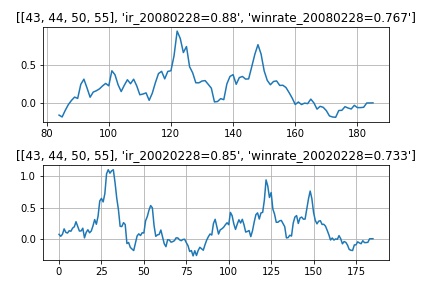 [[43, 44, 50, 55], 'ir_20080228=0.88', 'winrate_20080228=0.767']
0.5
0.0
80 100 120 140 160 180
[[43, 44, 50, 55], 'ir_20020228=0.85', 'winrate_20020228=0.733']
1.0
0.5
0.0
0 25 50 75 100 125 150 175